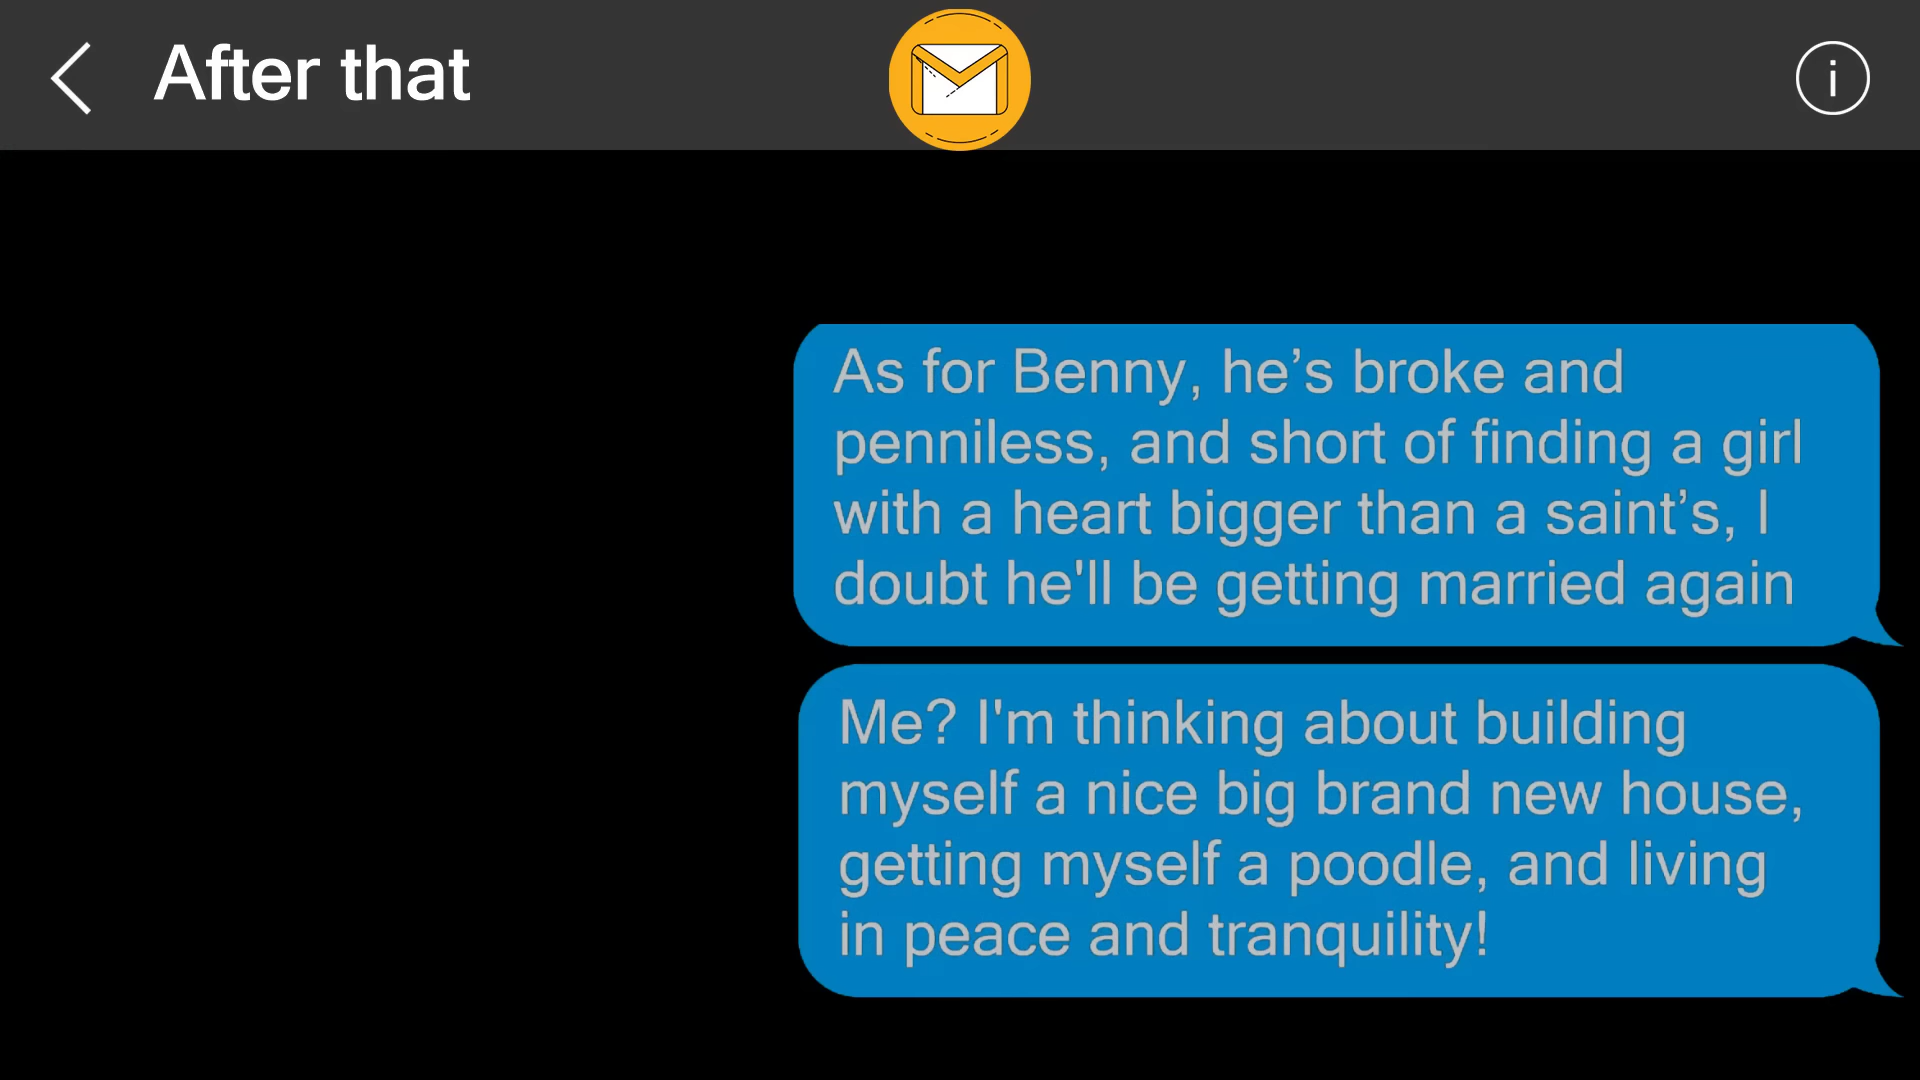 After that
i
As for Benny, he’s broke and
penniless, and short of finding a girl
with a heart bigger than a saint’s, I
doubt he'll be getting married again
Me? I'm thinking about building
myself a nice big brand new house,
getting myself a poodle, and living
in peace and tranquility!